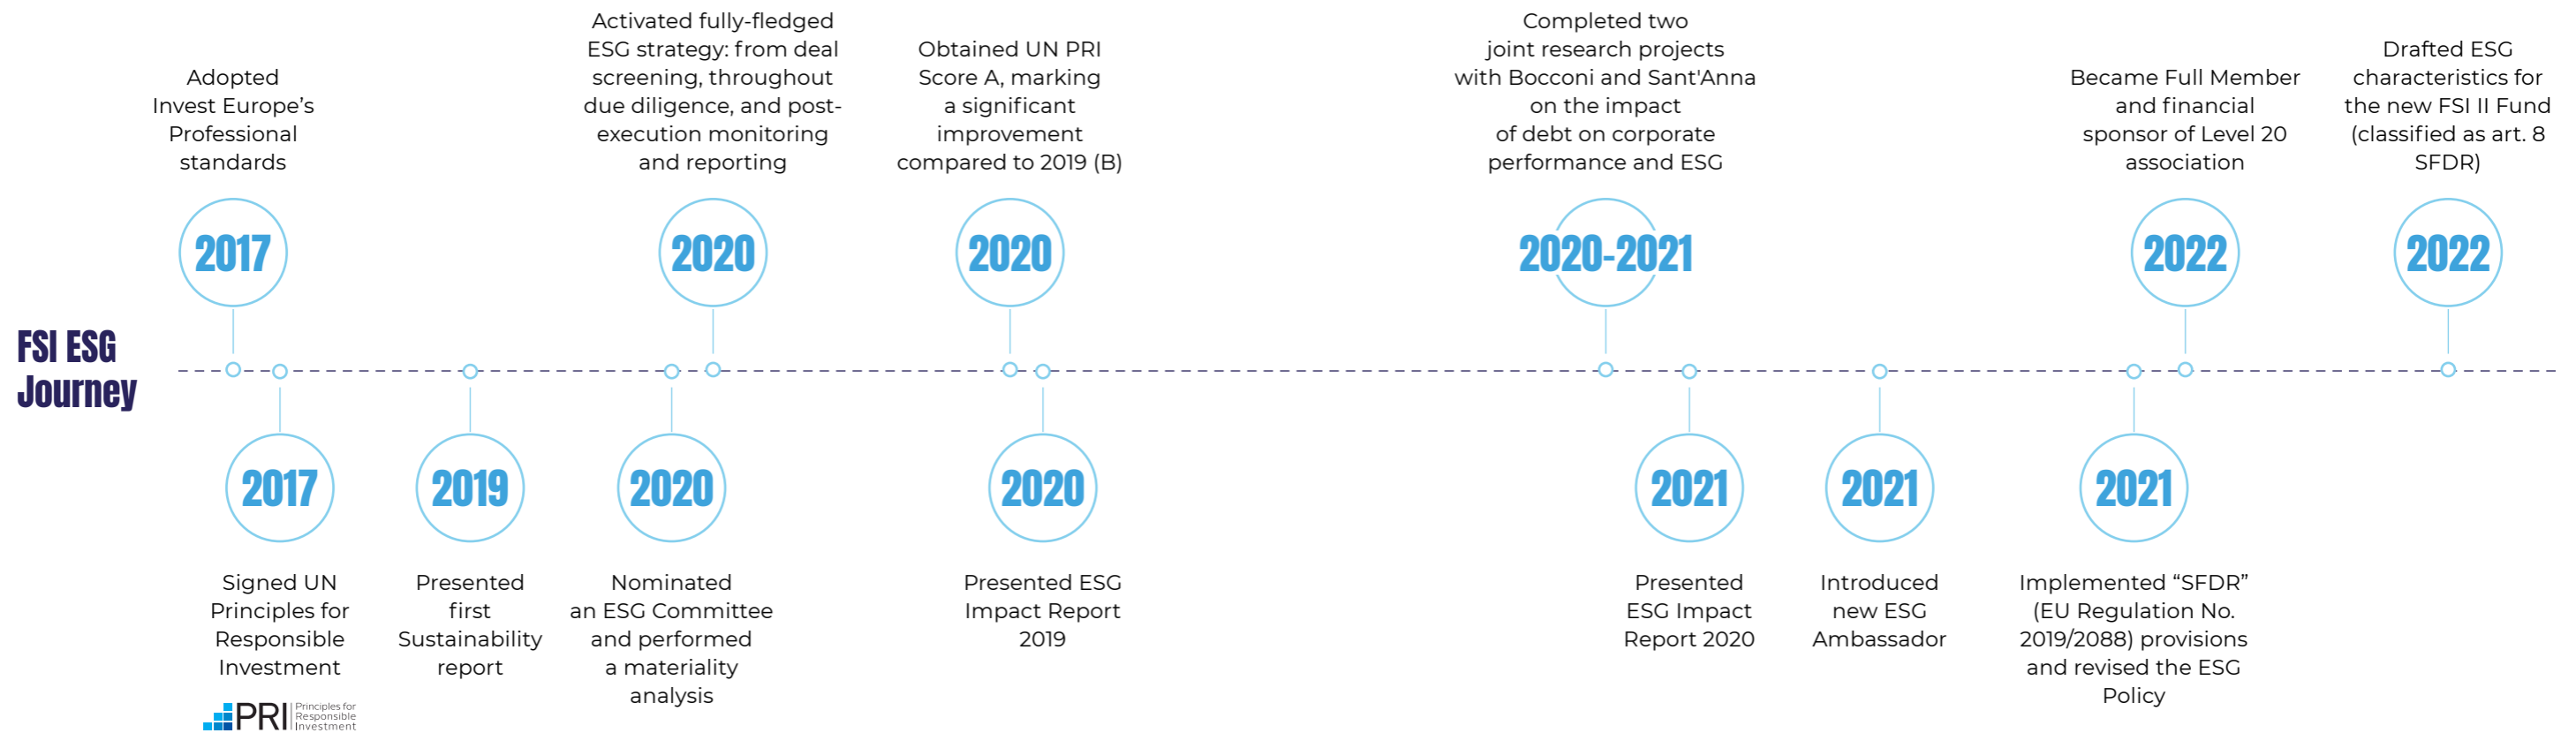 FSI ESG
Journey
Adopted
Invest Europe’s
Professional
standards
2017
2017
Signed UN
Principles for
Responsible
Investment
PRI
Principles for
Responsible
Investment
2019
Presented
first
Sustainability
report
2020
Nominated
an ESG Committee
and performed
a materiality
analysis
Activated fully-fledged
ESG strategy: from deal
screening, throughout
due diligence, and post-
execution monitoring
and reporting
2020
Obtained UN PRI
Score A, marking
a significant
improvement
compared to 2019 (B)
2020
2020
Presented ESG
Impact Report
2019
Completed two
joint research projects
with Bocconi and Sant'Anna
on the impact
of debt on corporate
performance and ESG
2020-2021
2021
Presented
ESG Impact
Report 2020
2021
Introduced
new ESG
Ambassador
2021
Implemented “SFDR”
(EU Regulation No.
2019/2088) provisions
and revised the ESG
Policy
Became Full Member
and financial
sponsor of Level 20
association
2022
Drafted ESG
characteristics for
the new FSI II Fund
(classified as art. 8
SFDR)
2022